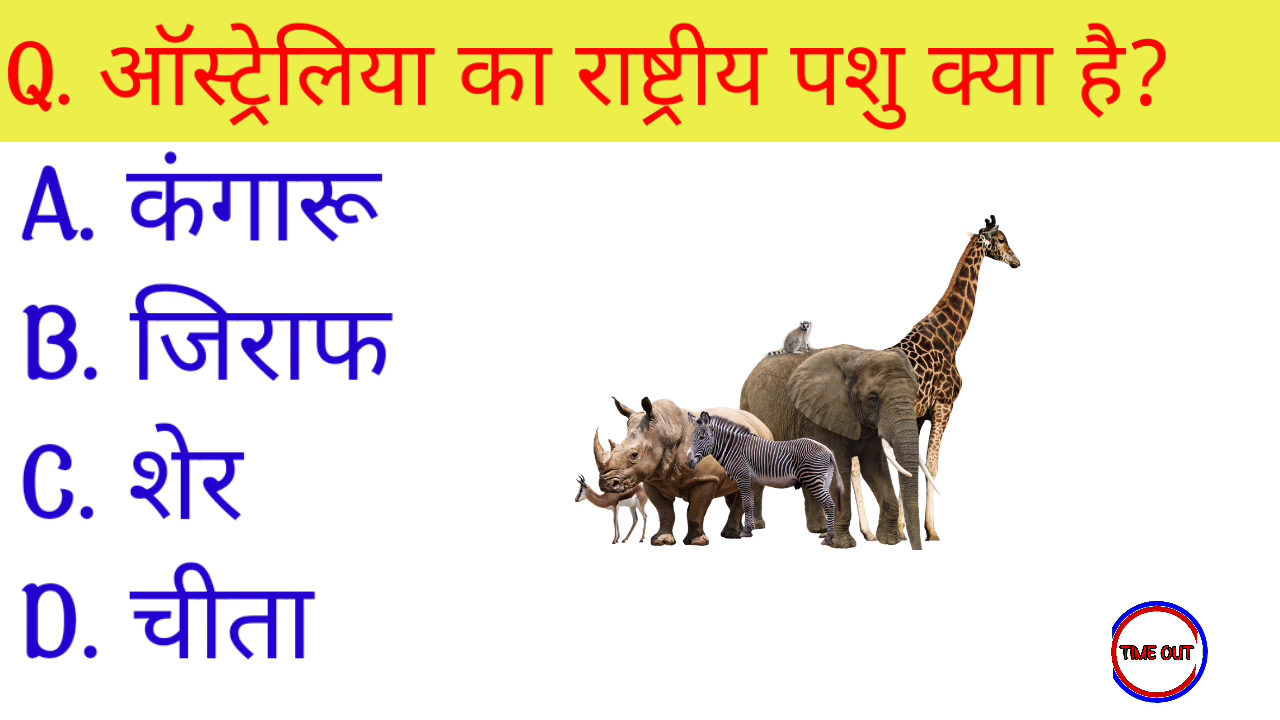 Q. ऑस्ट्रेलिया का राष्ट्रीय पशु क्या है?
A. कंगारू
B. जिराफ
C. शेर
D. चीता
TIME OUT